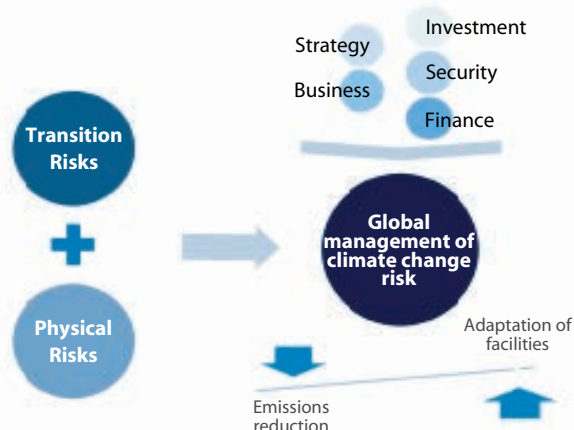 Investment
Strategy
Security
Business
Finance
Transition
Risks
Global
management of
climate change
risk
Physical
Risks
Adaptation of
facilities
Emissions
reduction